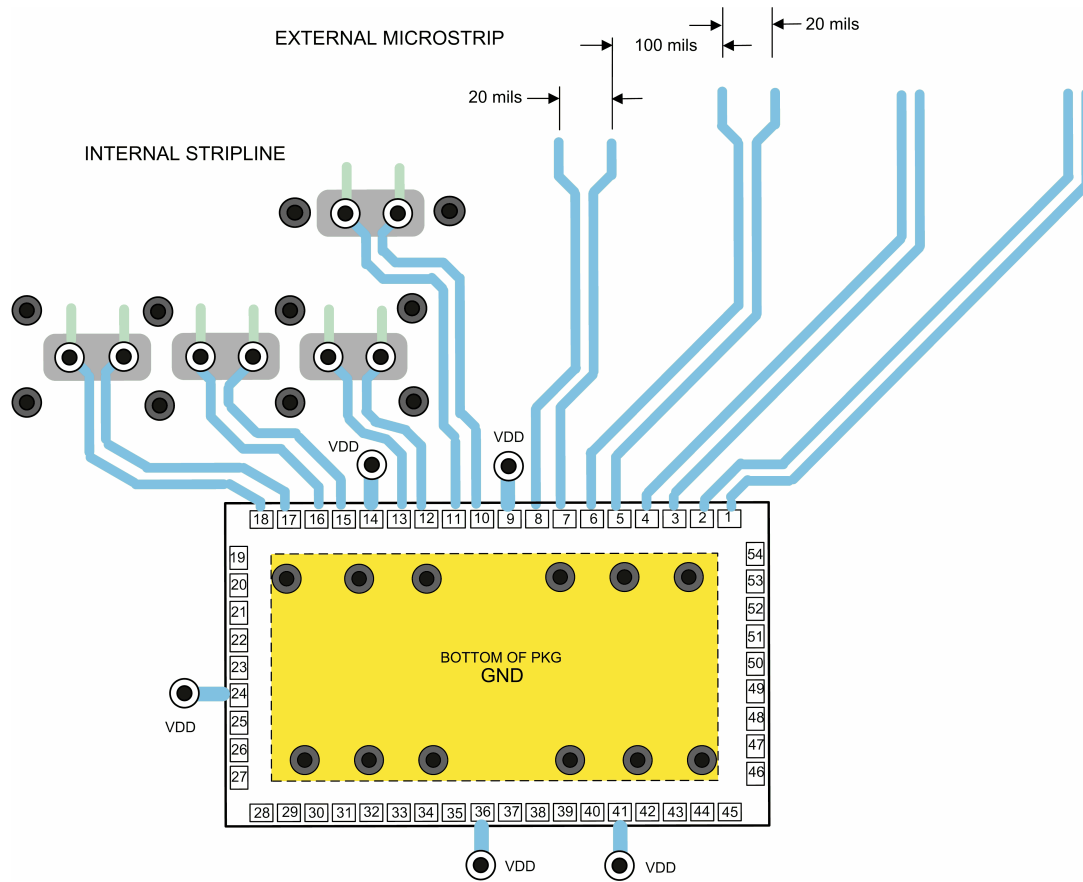 20 mils
EXTERNAL MICROSTRIP
100 mils
20 mils
INTERNAL STRIPLINE
VDD
VDD
18 17 16 15 14 13 12 11 10 9 8 7 6 5 4 3 2 1
19
20
21
22
23
24
25
26
27
54
53
52
51
50
49
48
47
46
BOTTOM OF PKG
GND
VDD
28 29 30 31 32 33 34 35 36 37 38 39 40 41 42 43 44 45
VDD
VDD